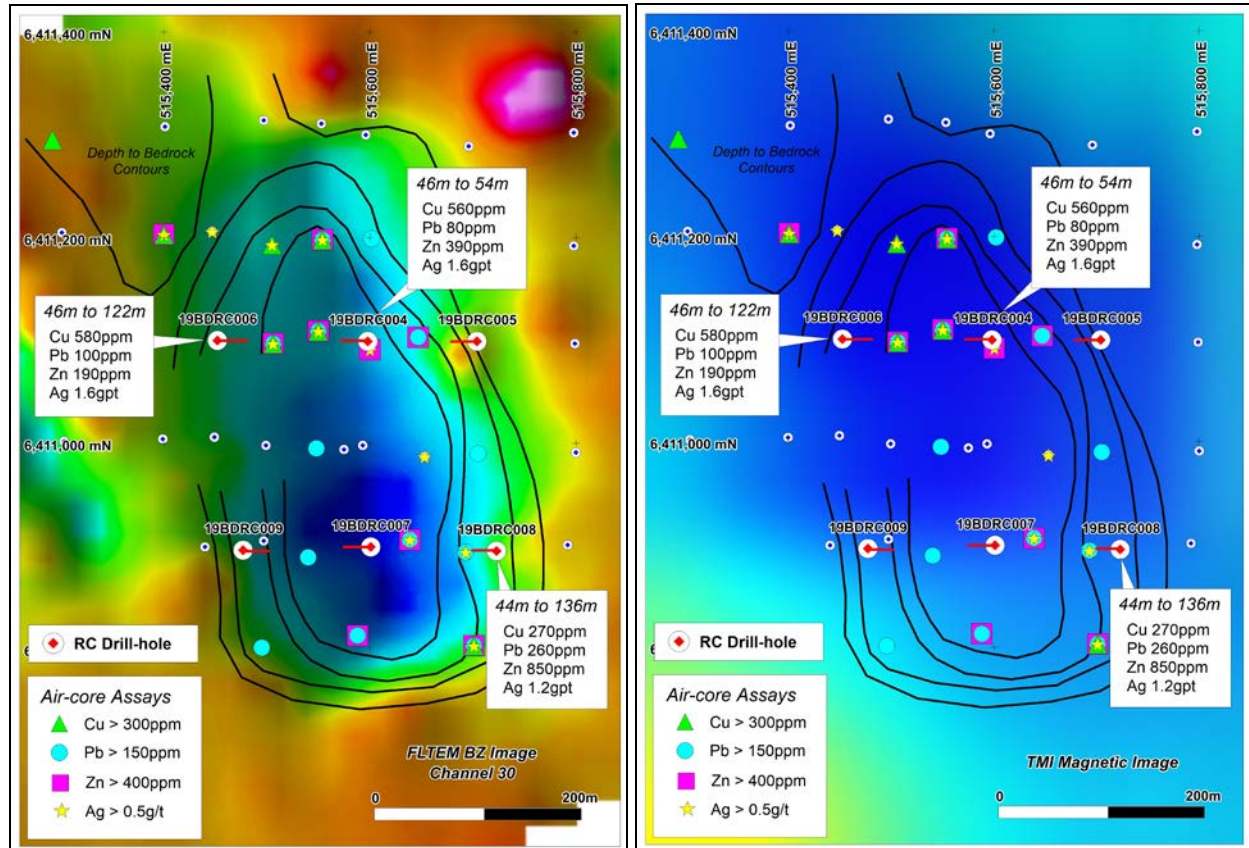 6,411,400 mN
515,400 mE
515,600 mE
515,800 mE
Depth to Bedrock
Contours
46m to 54m
Cu 560ppm
Pb 80ppm
Zn 390ppm
Ag 1.6gpt
6,411,200 mN
46m to 122m
Cu 580ppm
Pb 100ppm
Zn 190ppm
Ag 1.6gpt
19BDRC006
19BDRC004
19BDRC005
6,411,000 mN
19BDRC009
19BDRC007
19BDRC008
44m to 136m
Cu 270ppm
Pb 260ppm
Zn 850ppm
Ag 1.2gpt
RC Drill-hole
Air-core Assays
Cu > 300ppm
Pb > 150ppm
Zn > 400ppm
Ag > 0.5g/t
FLTEM BZ Image
Channel 30
0
200m
6,411,400 mN
515,400 mE
515,600 mE
515,800 mE
Depth to Bedrock
Contours
46m to 54m
Cu 560ppm
Pb 80ppm
Zn 390ppm
Ag 1.6gpt
6,411,200 mN
46m to 122m
Cu 580ppm
Pb 100ppm
Zn 190ppm
Ag 1.6gpt
19BDRC006
19BDRC004
19BDRC005
6,411,000 mN
19BDRC009
19BDRC007
19BDRC008
44m to 136m
Cu 270ppm
Pb 260ppm
Zn 850ppm
Ag 1.2gpt
RC Drill-hole
Air-core Assays
Cu > 300ppm
Pb > 150ppm
Zn > 400ppm
Ag > 0.5g/t
TMI Magnetic Image
0
200m